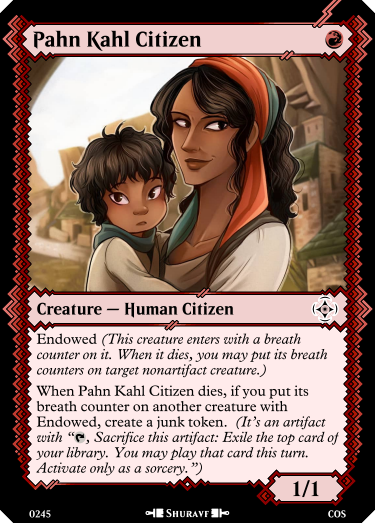 Pahn Kahl Citizen
Creature — Human Citizen
Endowed (This creature enters with a breath
counter on it. When it dies, you may put its breath
counters on target nonartifact creature.)
When Pahn Kahl Citizen dies, if you put its
breath counter on another creature with
Endowed, create a junk token. (It's an artifact
with “, Sacrifice this artifact: Exile the top card of
your library. You may play that card this turn.
Activate only as a sorcery.”)
1/1
0245 Shurayf COS